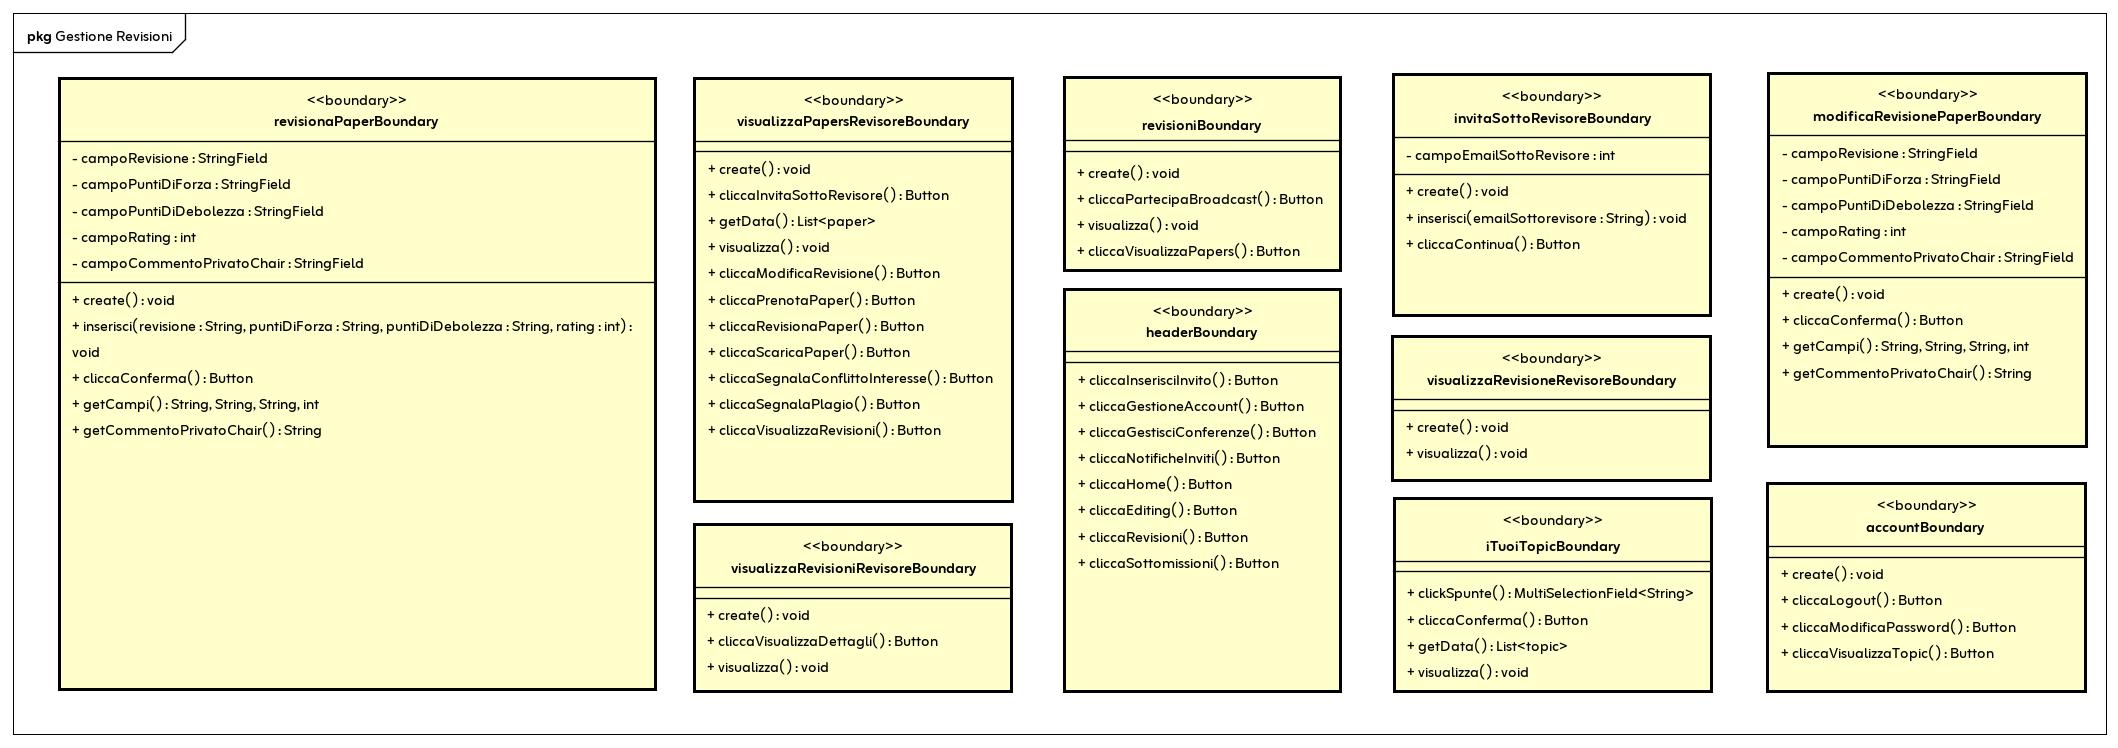 pkg Gestione Revisioni
<<boundary>>
revisionaPaperBoundary
- campoRevisione : StringField
- campoPuntiDiForza : StringField
- campoPuntiDiDebolezza : StringField
- campoRating : int
- campoCommentoPrivatoChair : StringField
+ create() : void
+ inserisci(revisione : String, puntiDiForza : String, puntiDiDebolezza : String, rating : int) :
void
+ cliccaConferma() : Button
+ getCampi() : String, String, String, int
+ getCommentoPrivatoChair() : String
<<boundary>>
visualizzaPapersRevisoreBoundary
+ create() : void
+ cliccaInvitaSottoRevisore() : Button
+ getData() : List<paper>
+ visualizza() : void
+ cliccaModificaRevisione() : Button
+ cliccaPrenotaPaper() : Button
+ cliccaRevisionaPaper() : Button
+ cliccaScaricaPaper() : Button
+ cliccaSegnalaConflittoInteresse() : Button
+ cliccaSegnalaPlagio() : Button
+ cliccaVisualizzaRevisioni() : Button
<<boundary>>
visualizzaRevisioniRevisoreBoundary
+ create() : void
+ cliccaVisualizzaDettagli() : Button
+ visualizza() : void
<<boundary>>
revisioniBoundary
+ create() : void
+ cliccaPartecipaBroadcast() : Button
+ visualizza() : void
+ cliccaVisualizzaPapers() : Button
<<boundary>>
headerBoundary
+ cliccaInserisciInvito() : Button
+ cliccaGestioneAccount() : Button
+ cliccaGestisciConferenze() : Button
+ cliccaNotificheInviti() : Button
+ cliccaHome() : Button
+ cliccaEditing() : Button
+ cliccaRevisioni() : Button
+ cliccaSottomissioni() : Button
<<boundary>>
invitaSottoRevisoreBoundary
- campoEmailSottoRevisore : int
+ create() : void
+ inserisci(emailSottorevisore : String) : void
+ cliccaContinua() : Button
<<boundary>>
visualizzaRevisioneRevisoreBoundary
+ create() : void
+ visualizza() : void
<<boundary>>
iTuoiTopicBoundary
+ clickSpunte() : MultiSelectionField<String>
+ cliccaConferma() : Button
+ getData() : List<topic>
+ visualizza() : void
<<boundary>>
modificaRevisionePaperBoundary
- campoRevisione : StringField
- campoPuntiDiForza : StringField
- campoPuntiDiDebolezza : StringField
- campoRating : int
- campoCommentoPrivatoChair : StringField
+ create() : void
+ cliccaConferma() : Button
+ getCampi() : String, String, String, int
+ getCommentoPrivatoChair() : String
<<boundary>>
accountBoundary
+ create() : void
+ cliccaLogout() : Button
+ cliccaModificaPassword() : Button
+ cliccaVisualizzaTopic() : Button